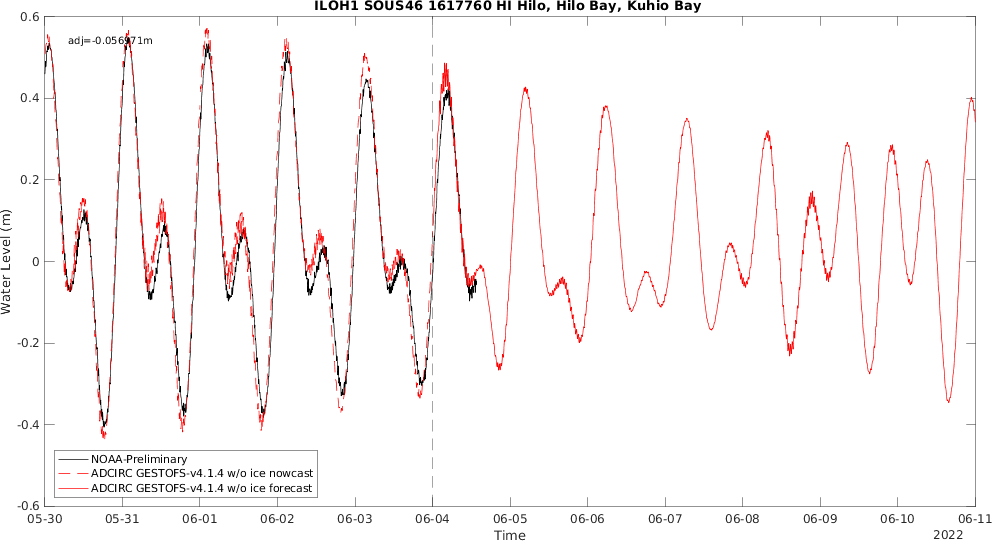 ILOH1 SOUS46 1617760 HI Hilo, Hilo Bay, Kuhio Bay
0.6
0.4
0.2
0
-0.2
-0.4
-0.6
Water Level (m)
NOAA-Preliminary
ADCIRC GESTOFS-v4.1.4 w/o ice nowcast
ADCIRC GESTOFS-v4.1.4 w/o ice forecast
05-30 05-31 06-01 06-02 06-03 06-04 06-05 06-06 06-07 06-08 06-09 06-10 06-11
Time
2022